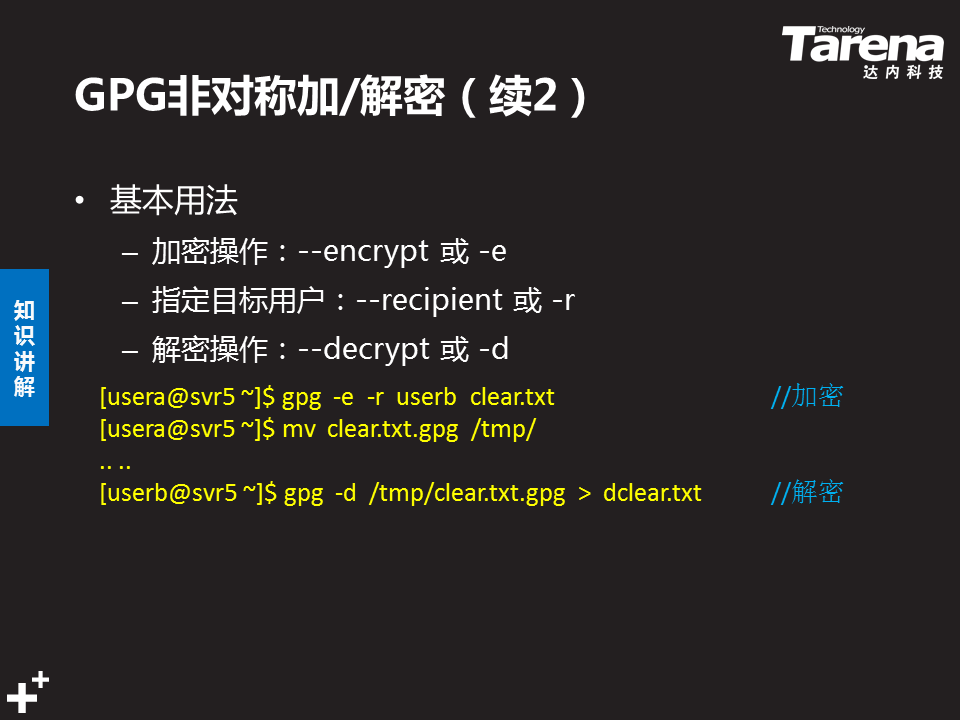 Technology
Tarena
达内科技
GPG非对称加/解密（续2）
• 基本用法
– 加密操作：--encrypt 或 -e
– 指定目标用户：--recipient 或 -r
– 解密操作：--decrypt 或 -d
知识讲解
[usera@svr5 ~]$ gpg -e -r userb clear.txt //加密
[usera@svr5 ~]$ mv clear.txt.gpg /tmp/
.. ..
[userb@svr5 ~]$ gpg -d /tmp/clear.txt.gpg > dclear.txt //解密